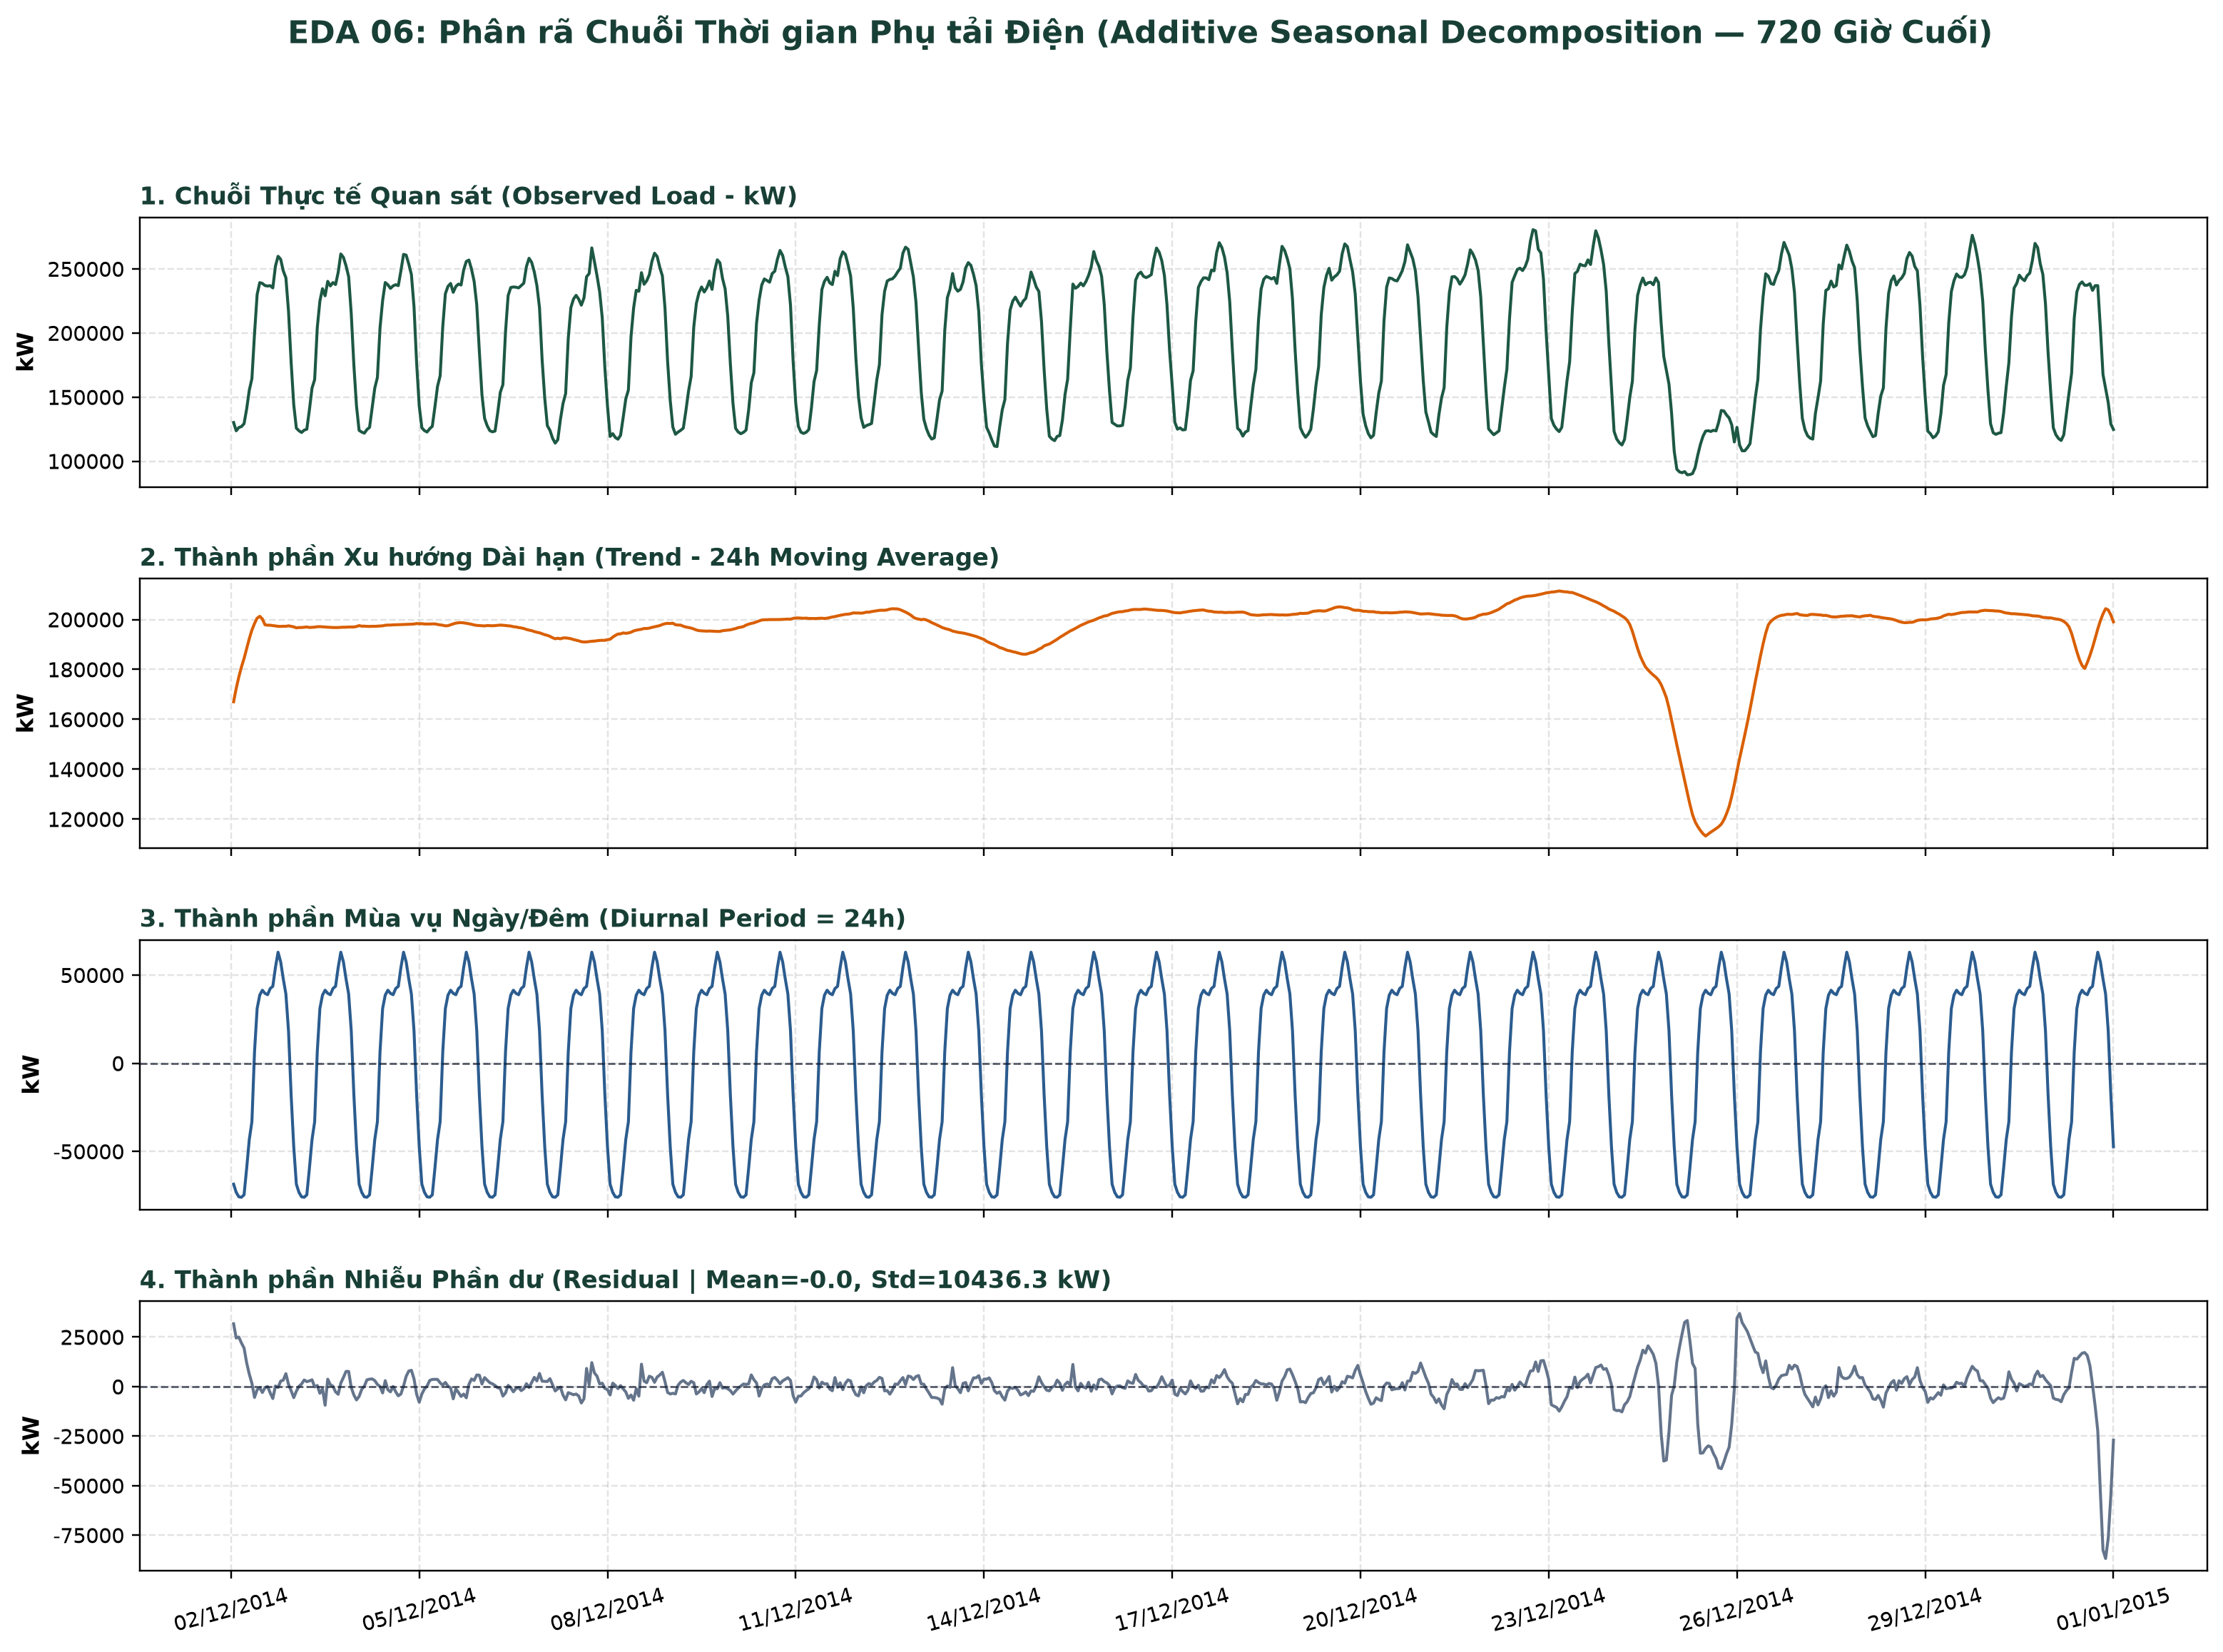 EDA 06: Phân rã Chuỗi Thời gian Phụ tải Điện (Additive Seasonal Decomposition — 720 Giờ Cuối)
1. Chuỗi Thực tế Quan sát (Observed Load - kW)
kW
250000
200000
150000
100000
2. Thành phần Xu hướng Dài hạn (Trend - 24h Moving Average)
kW
200000
180000
160000
140000
120000
3. Thành phần Mùa vụ Ngày/Đêm (Diurnal Period = 24h)
kW
50000
0
-50000
4. Thành phần Nhiễu Phần dư (Residual | Mean=-0.0, Std=10436.3 kW)
kW
25000
0
-25000
-50000
-75000
02/12/2014 05/12/2014 08/12/2014 11/12/2014 14/12/2014 17/12/2014 20/12/2014 23/12/2014 26/12/2014 29/12/2014 01/01/2015